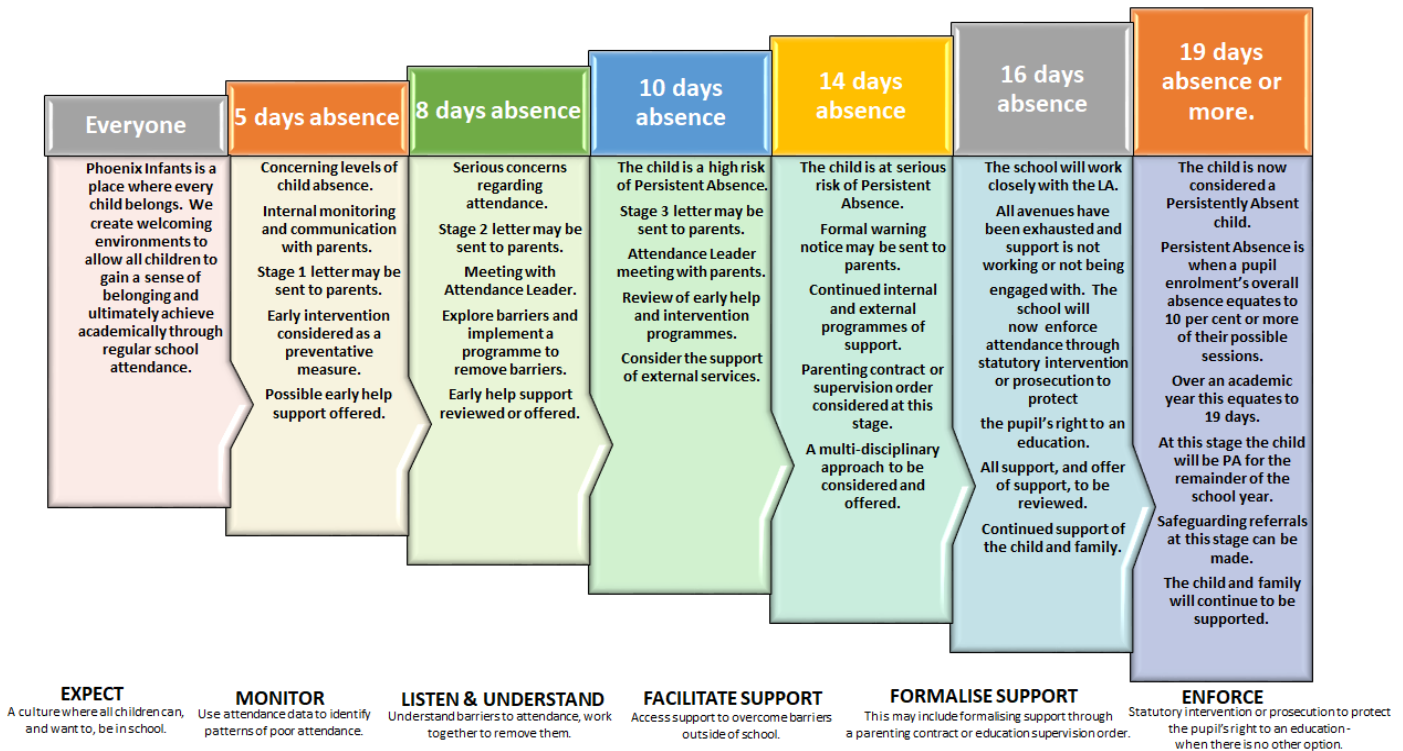 Everyone
Phoenix Infants is a
place where every
child belongs. We
create welcoming
environments to
allow all children to
gain a sense of
belonging and
ultimately achieve
academically through
regular school
attendance.
5 days absence
Concerning levels of
child absence.
Internal monitoring
and communication
with parents.
Stage 1 letter may be
sent to parents.
Early intervention
considered as a
preventative
measure.
Possible early help
support offered.
8 days absence
Serious concerns
regarding
attendance.
Stage 2 letter may be
sent to parents.
Meeting with
Attendance Leader.
Explore barriers and
implement a
programme to
remove barriers.
Early help support
reviewed or offered.
10 days
absence
The child is a high risk
of Persistent Absence.
Stage 3 letter may be
sent to parents.
Attendance Leader
meeting with parents.
Review of early help
and intervention
programmes.
Consider the support
of external services.
14 days
absence
The child is at serious
risk of Persistent
Absence.
Formal warning
notice may be sent to
parents.
Continued internal
and external
programmes of
support.
Parenting contract or
supervision order
considered at this
stage.
A multi-disciplinary
approach to be
considered and
offered.
16 days
absence
The school will work
closely with the LA.
All avenues have
been exhausted and
support is not
working or not being
engaged with. The
school will
now enforce
attendance through
statutory intervention
or prosecution to
protect
the pupil's right to an
education.
All support, and offer
of support, to be
reviewed.
Continued support of
the child and family.
19 days
absence or
more.
The child is now
considered a
Persistently Absent
child.
Persistent Absence is
when a pupil
enrolment's overall
absence equates to
10 per cent or more
of their possible
sessions.
Over an academic
year this equates to
19 days.
At this stage the child
will be PA for the
remainder of the
school year.
Safeguarding referrals
at this stage can be
made.
The child and family
will continue to be
supported.
EXPECT
A culture where all children can,
and want to, be in school.
MONITOR
Use attendance data to identify
patterns of poor attendance.
LISTEN & UNDERSTAND
Understand barriers to attendance, work
together to remove them.
FACILITATE SUPPORT
Access support to overcome barriers
outside of school.
FORMALISE SUPPORT
This may include formalising support through
a parenting contract or education supervision order.
ENFORCE
Statutory intervention or prosecution to protect
the pupil's right to an education-
when there is no other option.